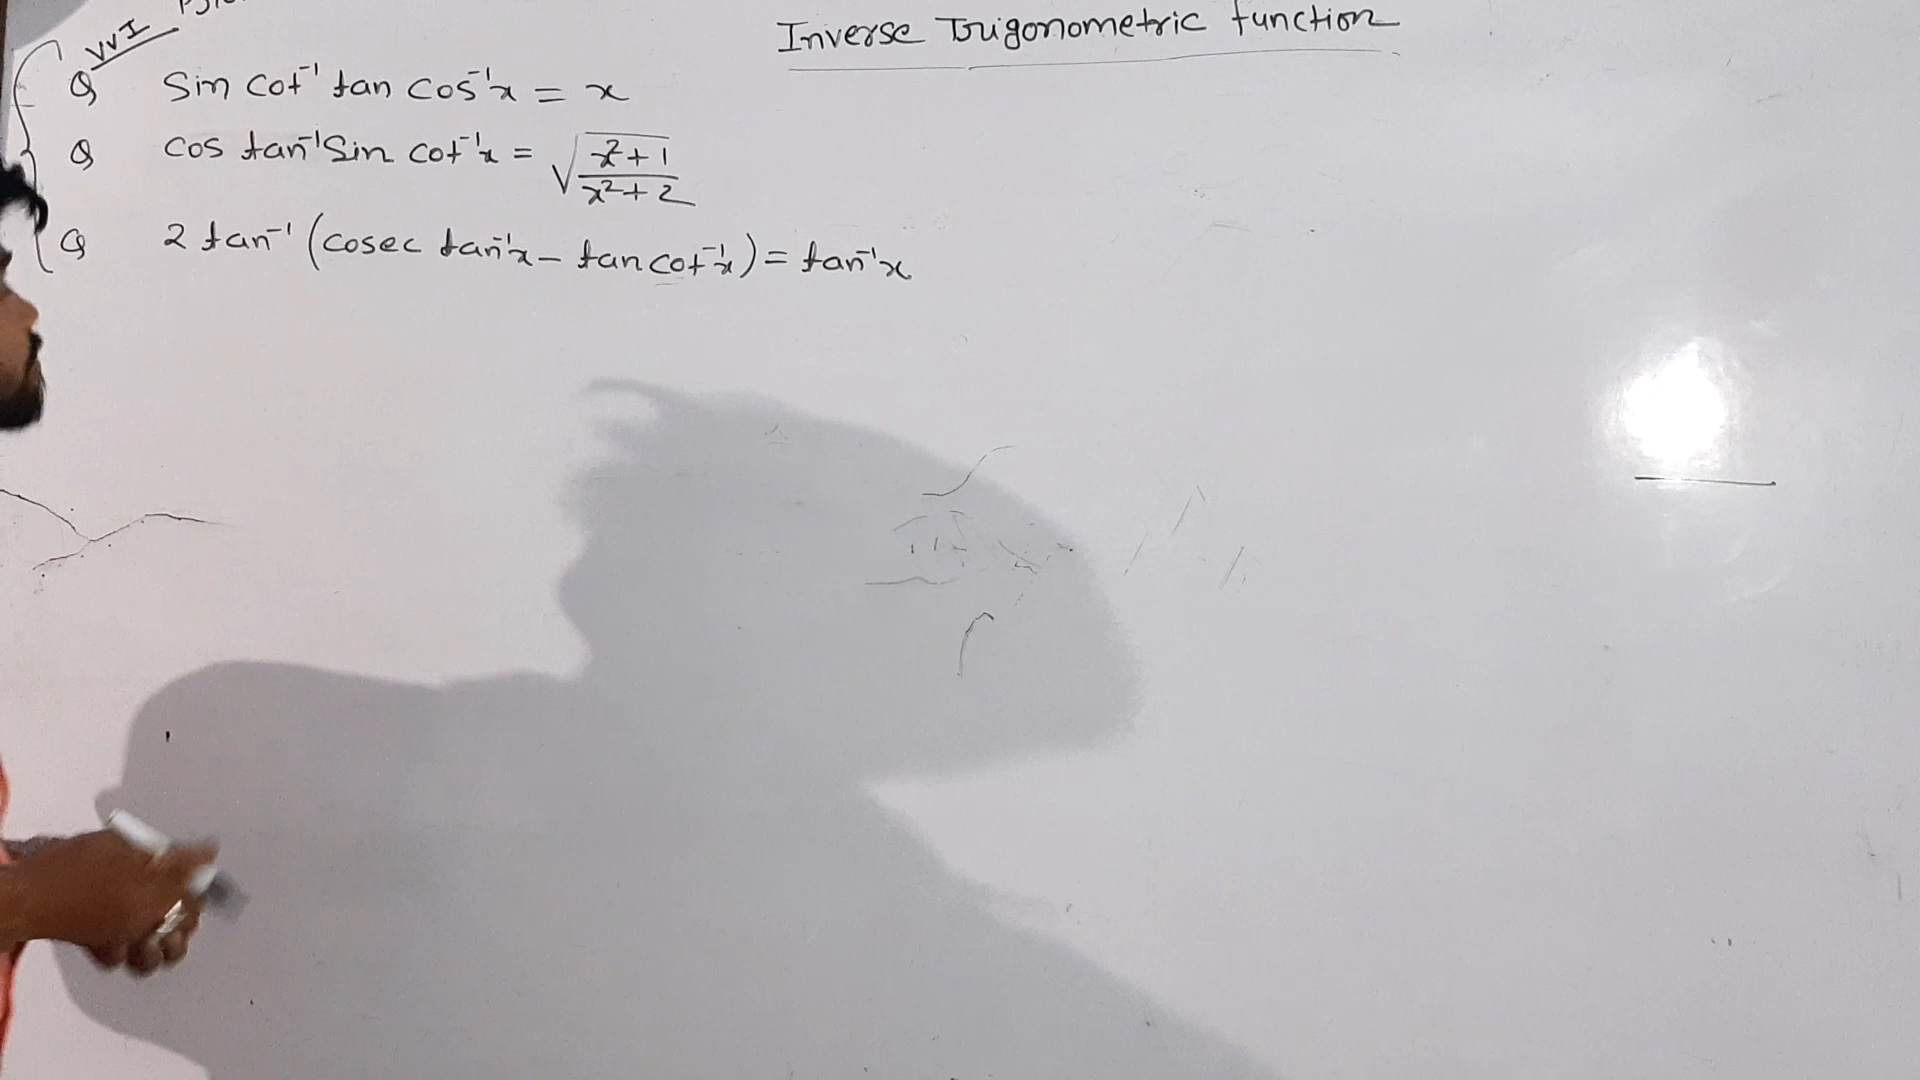 Inverse Trigonometric function
VVI
Q Sin cot⁻¹ tan cos⁻¹x = x
Q cos tan⁻¹ Sin cot⁻¹x = √((x²+1)/(x²+2))
Q 2 tan⁻¹ (cosec tan⁻¹x – tan cot⁻¹x) = tan⁻¹x